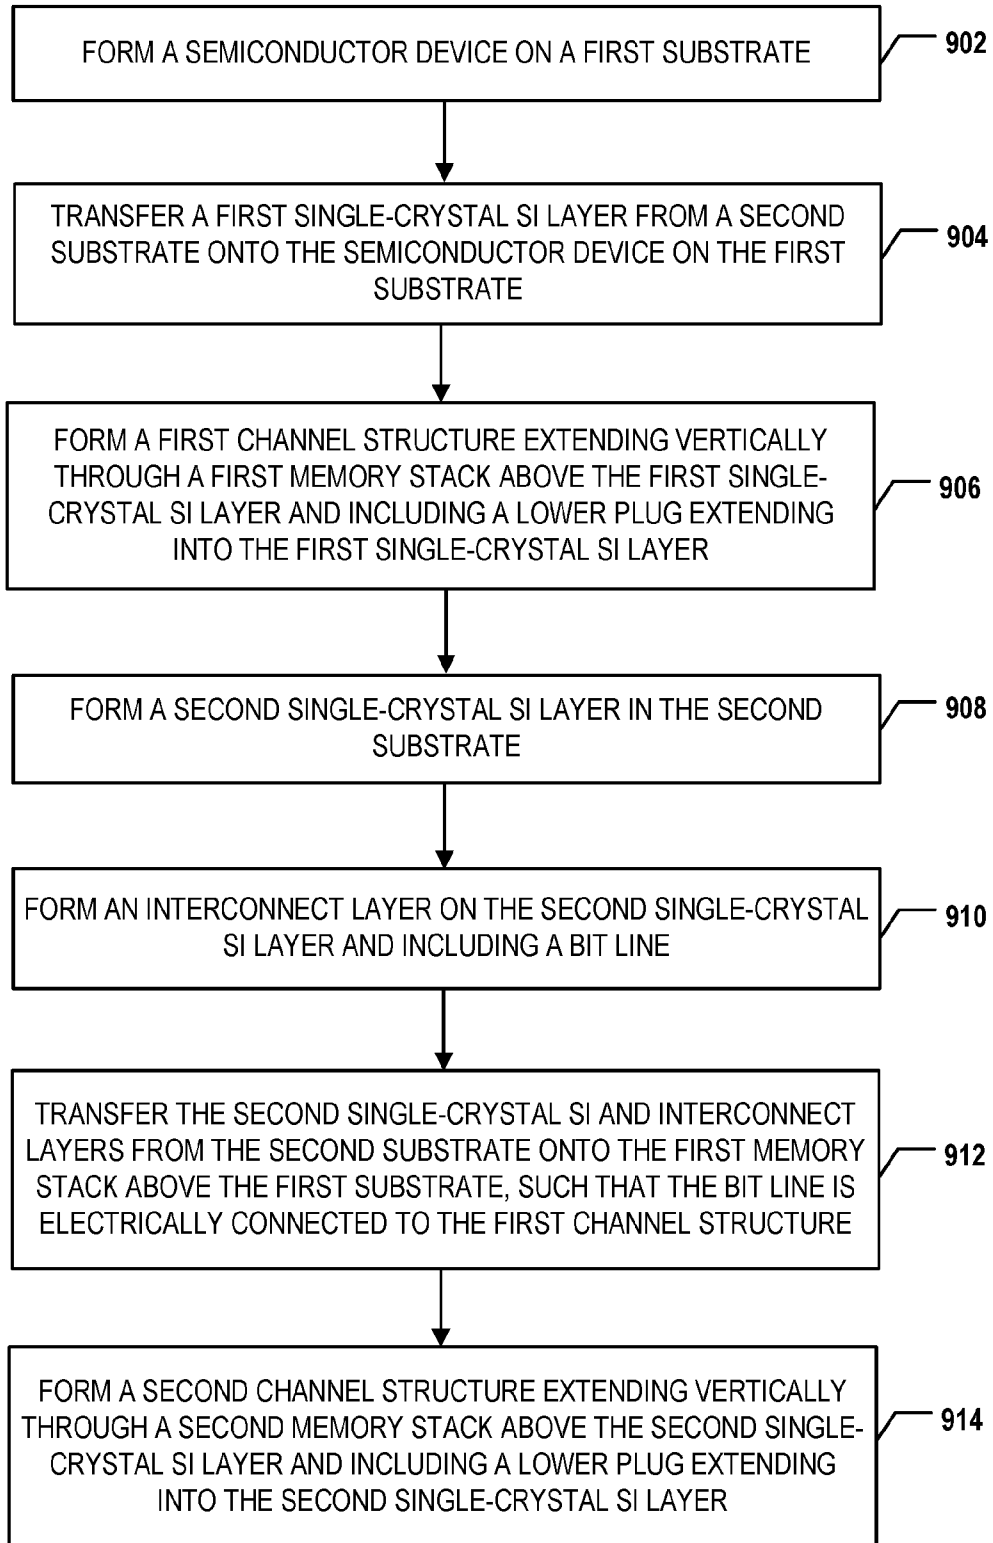 FORM A SEMICONDUCTOR DEVICE ON A FIRST SUBSTRATE
902
TRANSFER A FIRST SINGLE-CRYSTAL SI LAYER FROM A SECOND
SUBSTRATE ONTO THE SEMICONDUCTOR DEVICE ON THE FIRST
SUBSTRATE
904
FORM A FIRST CHANNEL STRUCTURE EXTENDING VERTICALLY
THROUGH A FIRST MEMORY STACK ABOVE THE FIRST SINGLE-
CRYSTAL SI LAYER AND INCLUDING A LOWER PLUG EXTENDING
INTO THE FIRST SINGLE-CRYSTAL SI LAYER
906
FORM A SECOND SINGLE-CRYSTAL SI LAYER IN THE SECOND
SUBSTRATE
908
FORM AN INTERCONNECT LAYER ON THE SECOND SINGLE-CRYSTAL
SI LAYER AND INCLUDING A BIT LINE
910
TRANSFER THE SECOND SINGLE-CRYSTAL SI AND INTERCONNECT
LAYERS FROM THE SECOND SUBSTRATE ONTO THE FIRST MEMORY
STACK ABOVE THE FIRST SUBSTRATE, SUCH THAT THE BIT LINE IS
ELECTRICALLY CONNECTED TO THE FIRST CHANNEL STRUCTURE
912
FORM A SECOND CHANNEL STRUCTURE EXTENDING VERTICALLY
THROUGH A SECOND MEMORY STACK ABOVE THE SECOND SINGLE-
CRYSTAL SI LAYER AND INCLUDING A LOWER PLUG EXTENDING
INTO THE SECOND SINGLE-CRYSTAL SI LAYER
914